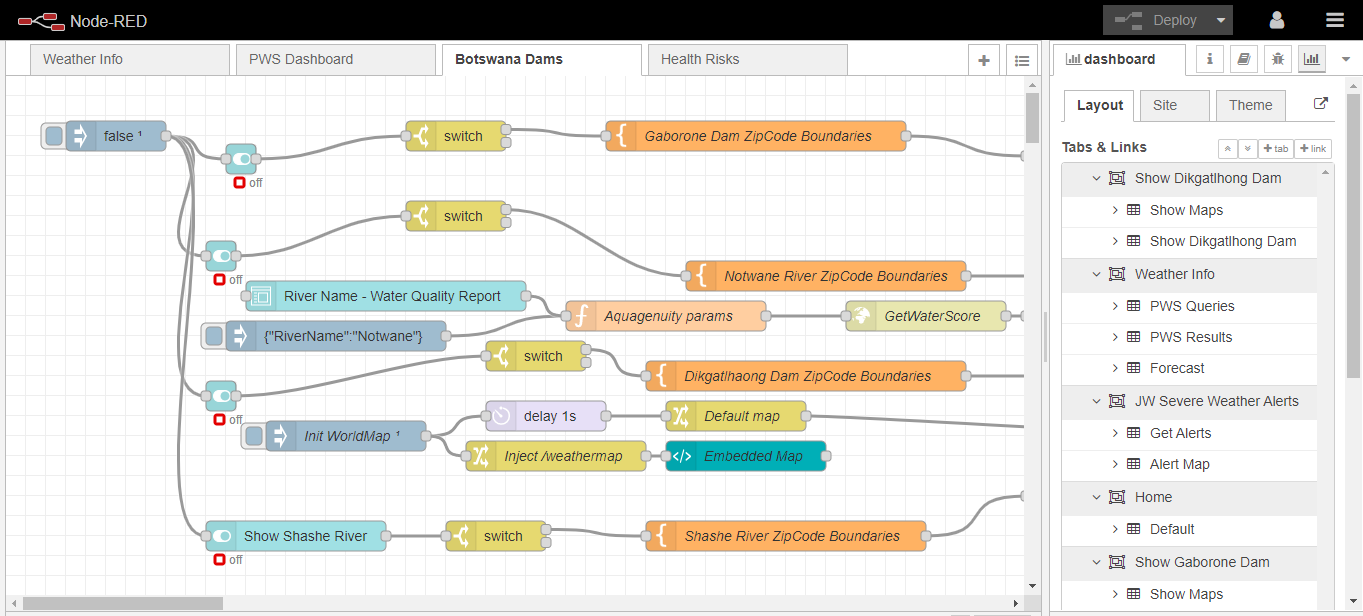 Node-RED
Deploy
Weather Info
PWS Dashboard
Botswana Dams
Health Risks
dashboard
Layout
Site
Theme
Tabs & Links
tab
link
false ¹
off
switch
Gaborone Dam ZipCode Boundaries
switch
off
Notwane River ZipCode Boundaries
River Name - Water Quality Report
Aquagenuity params
GetWaterScore
{"RiverName":"Notwane"}
switch
Dikgatlhaong Dam ZipCode Boundaries
off
delay 1s
Default map
Init WorldMap ¹
Inject /weathermap
Embedded Map
Show Shashe River
off
switch
Shashe River ZipCode Boundaries
Show Dikgatlhong Dam
Show Maps
Show Dikgatlhong Dam
Weather Info
PWS Queries
PWS Results
Forecast
JW Severe Weather Alerts
Get Alerts
Alert Map
Home
Default
Show Gaborone Dam
Show Maps